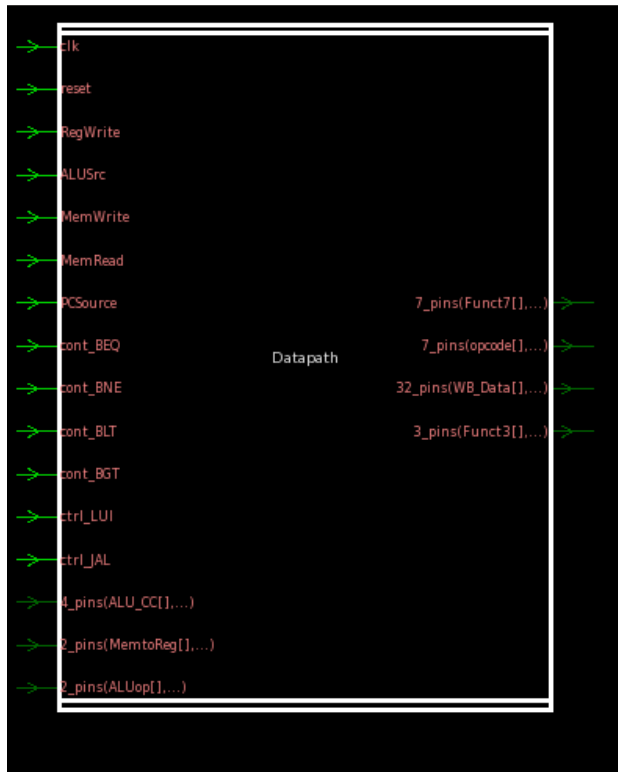 clk
reset
RegWrite
ALUSrc
MemWrite
MemRead
PCSource
7_pins(Funct7[],...)
cont_BEQ
7_pins(opcode[],...)
Datapath
cont_BNE
32_pins(WB_Data[],...)
cont_BLT
3_pins(Funct3[],...)
cont_BGT
ctrl_LUI
ctrl_JAL
4_pins(ALU_CC[],...)
2_pins(MemtoReg[],...)
2_pins(ALUop[],...)